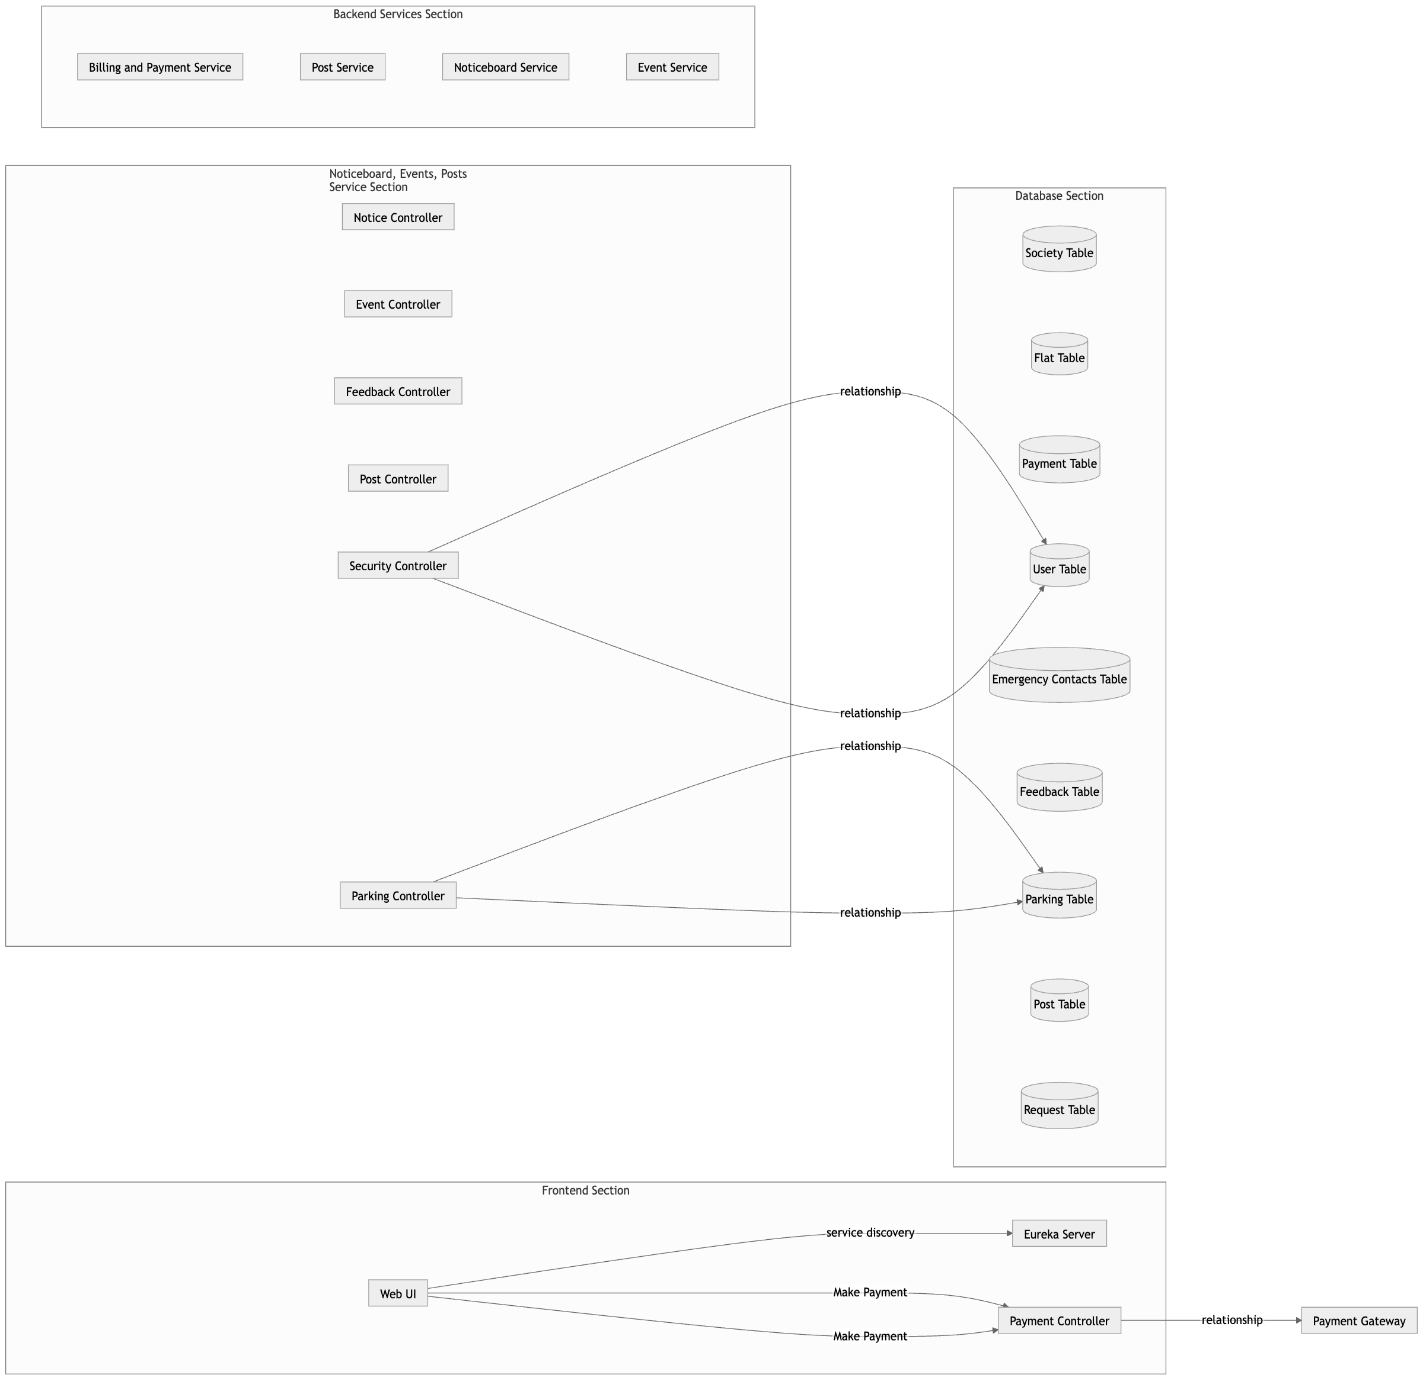 Backend Services Section
Billing and Payment Service
Post Service
Noticeboard Service
Event Service
Noticeboard, Events, Posts
Service Section
Notice Controller
Event Controller
Feedback Controller
Post Controller
Security Controller
Parking Controller
relationship
relationship
relationship
relationship
Database Section
Society Table
Flat Table
Payment Table
User Table
Emergency Contacts Table
Feedback Table
Parking Table
Post Table
Request Table
Frontend Section
Web UI
service discovery
Make Payment
Make Payment
Eureka Server
Payment Controller
relationship
Payment Gateway